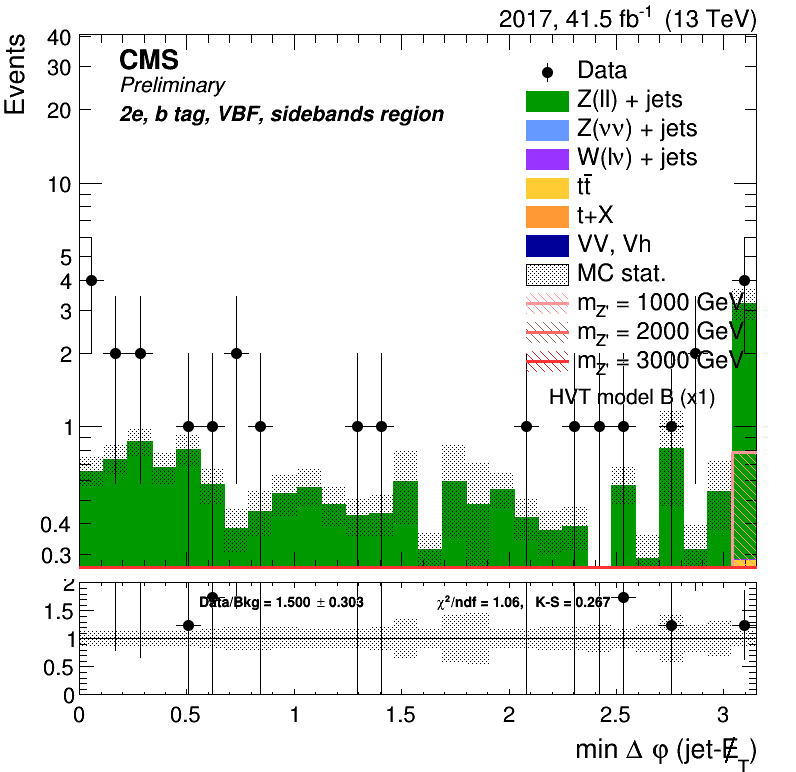 2017, 41.5 fb⁻¹ (13 TeV)
Events
40
30
20
10
5
4
3
2
1
0.4
0.3
CMS
Preliminary
2e, b tag, VBF, sidebands region
Data
Z(ll) + jets
Z(νν) + jets
W(lν) + jets
tt̄
t+X
VV, Vh
MC stat.
m_Z' = 1000 GeV
m_Z' = 2000 GeV
m_Z' = 3000 GeV
HVT model B (x1)
2
1.5
1
0.5
0
Data/Bkg = 1.500 ± 0.303
χ²/ndf = 1.06, K-S = 0.267
0 0.5 1 1.5 2 2.5 3
min Δ φ (jet-E̸_T)